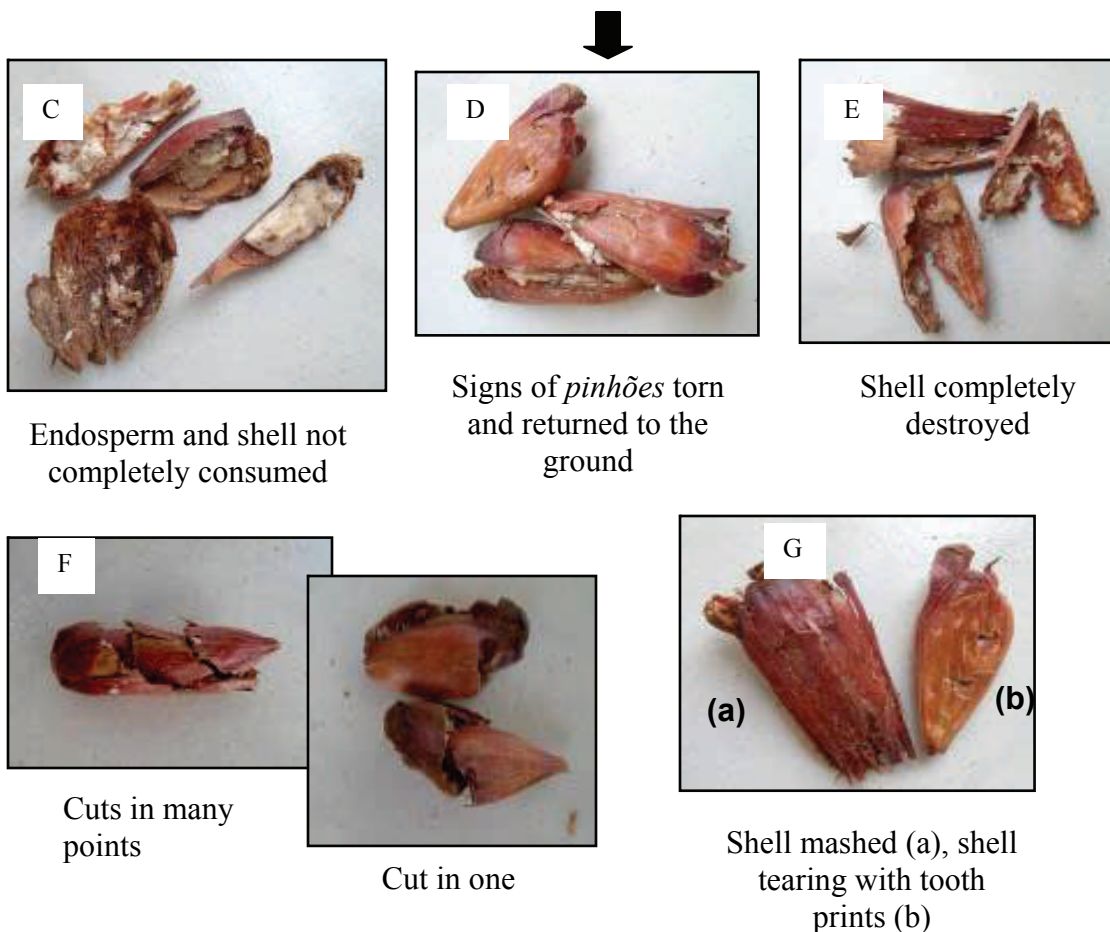 C
D
E
Endosperm and shell not
completely consumed
Signs of pinhões torn
and returned to the
ground
Shell completely
destroyed
F
G
(a)
(b)
Cuts in many
points
Cut in one
Shell mashed (a), shell
tearing with tooth
prints (b)